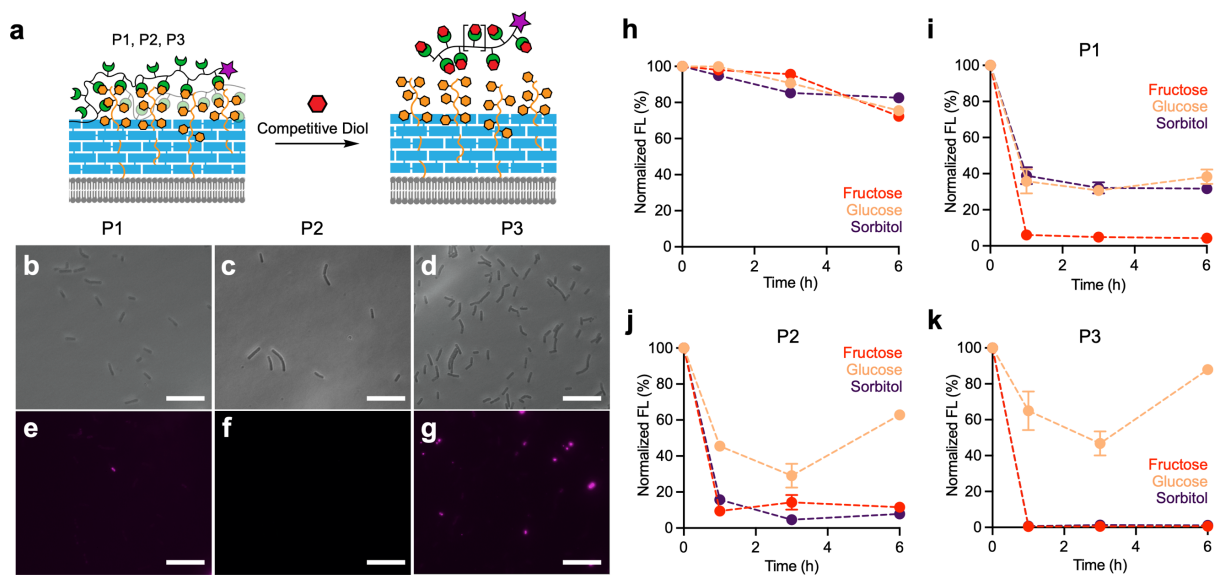 a
P1, P2, P3
Competitive Diol
P1
P2
P3
b
c
d
e
f
g
h
Normalized FL (%)
100
80
60
40
20
0
Fructose
Glucose
Sorbitol
0
2
4
6
Time (h)
i
P1
Normalized FL (%)
100
80
60
40
20
0
Fructose
Glucose
Sorbitol
0
2
4
6
Time (h)
j
P2
Normalized FL (%)
100
80
60
40
20
0
Fructose
Glucose
Sorbitol
0
2
4
6
Time (h)
k
P3
Normalized FL (%)
100
80
60
40
20
0
Fructose
Glucose
Sorbitol
0
2
4
6
Time (h)